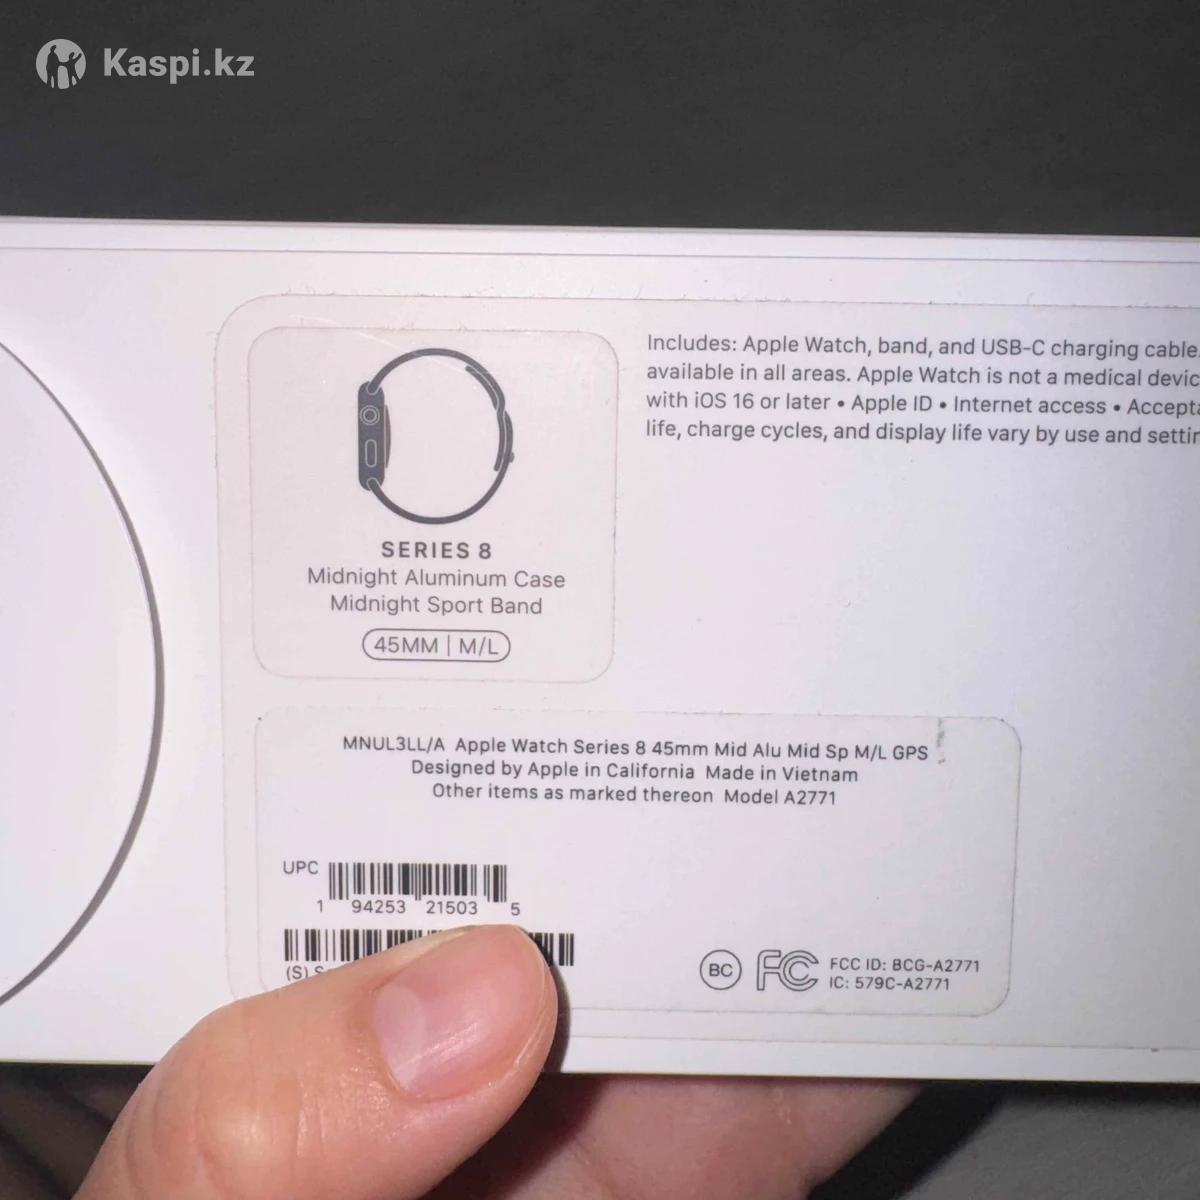 Kaspi.kz
Includes: Apple Watch, band, and USB-C charging cable.
available in all areas. Apple Watch is not a medical
with iOS 16 or later • Apple ID • Internet access •
life, charge cycles, and display life vary by use and
SERIES 8
Midnight Aluminum Case
Midnight Sport Band
45MM | M/L
MNUL3LL/A Apple Watch Series 8 45mm Mid Alu Mid Sp M/L GPS
Designed by Apple in California Made in Vietnam
Other items as marked thereon Model A2771
UPC
1 94253 21503 5
(S)
BC
FC
FCC ID: BCG-A2771
IC: 579C-A2771